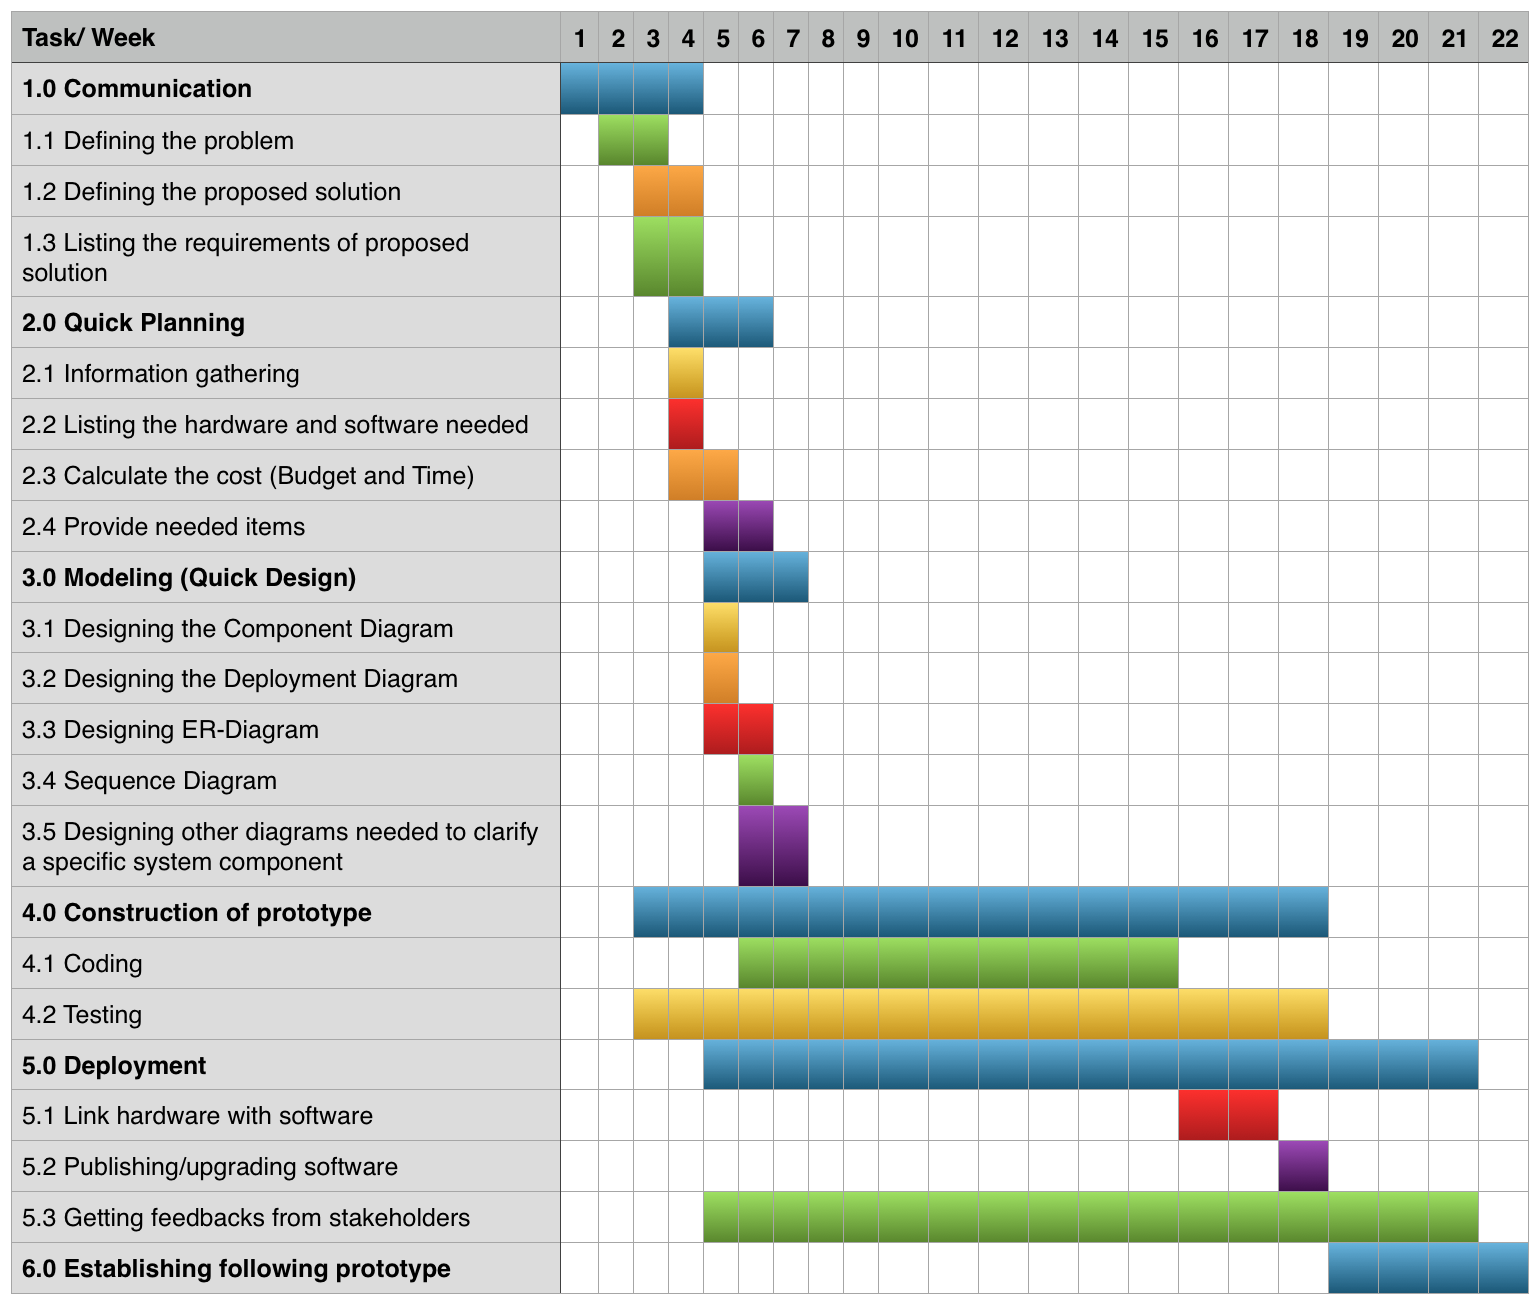 Task/ Week 1 2 3 4 5 6 7 8 9 10 11 12 13 14 15 16 17 18 19 20 21 22
1.0 Communication
1.1 Defining the problem
1.2 Defining the proposed solution
1.3 Listing the requirements of proposed
solution
2.0 Quick Planning
2.1 Information gathering
2.2 Listing the hardware and software needed
2.3 Calculate the cost (Budget and Time)
2.4 Provide needed items
3.0 Modeling (Quick Design)
3.1 Designing the Component Diagram
3.2 Designing the Deployment Diagram
3.3 Designing ER-Diagram
3.4 Sequence Diagram
3.5 Designing other diagrams needed to clarify
a specific system component
4.0 Construction of prototype
4.1 Coding
4.2 Testing
5.0 Deployment
5.1 Link hardware with software
5.2 Publishing/upgrading software
5.3 Getting feedbacks from stakeholders
6.0 Establishing following prototype